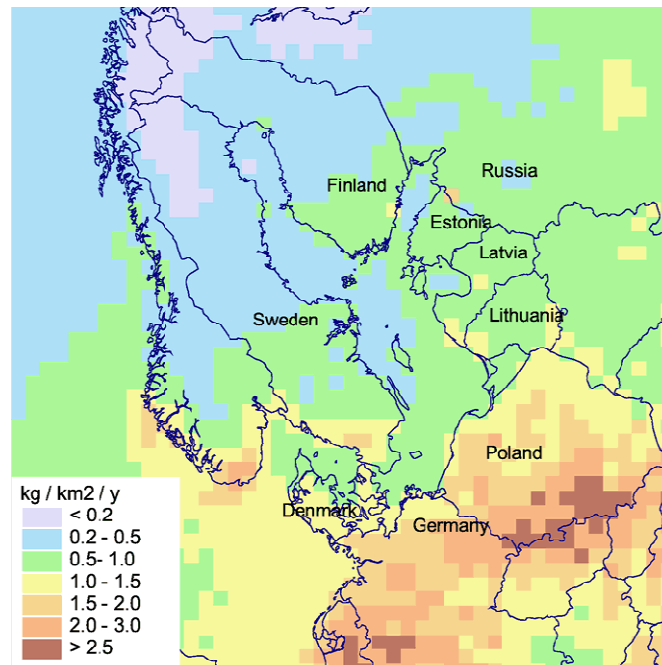 Finland
Russia
Estonia
Latvia
Lithuania
Sweden
Poland
Denmark
Germany
kg / km2 / y
< 0.2
0.2 - 0.5
0.5- 1.0
1.0 - 1.5
1.5 - 2.0
2.0 - 3.0
> 2.5